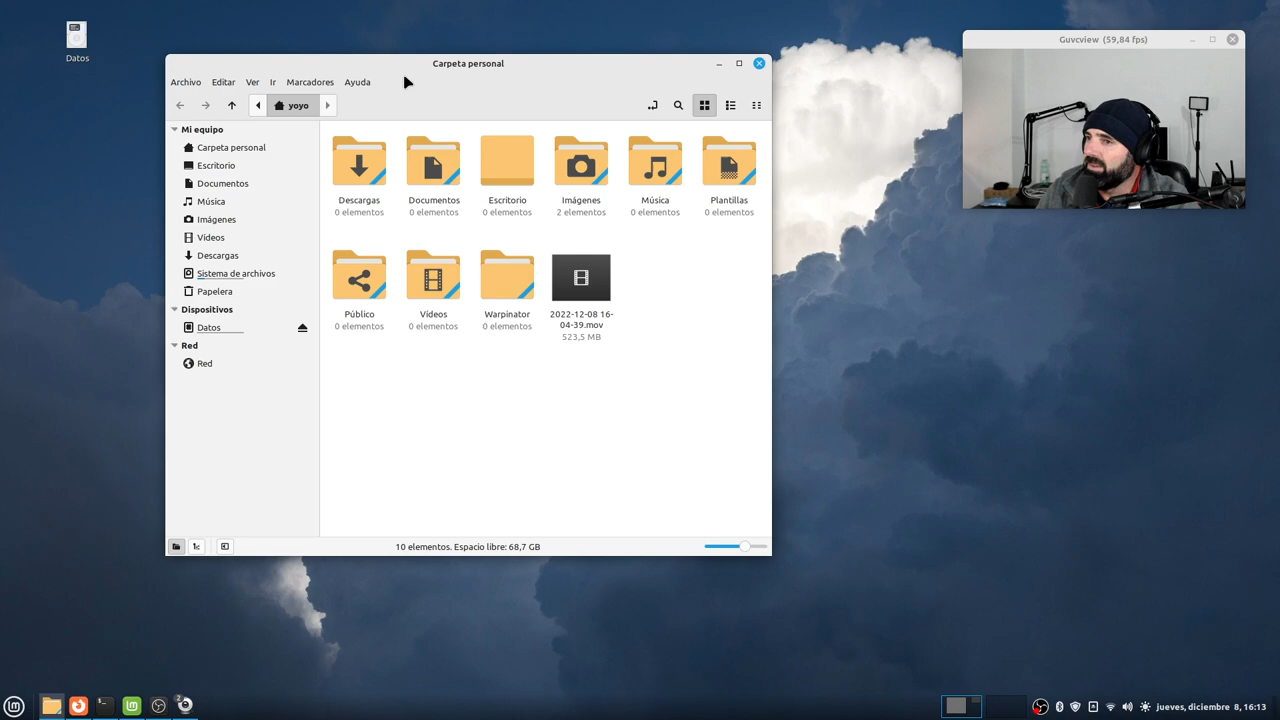 Datos
Carpeta personal
Archivo Editar Ver Ir Marcadores Ayuda
yoyo
Mi equipo
Carpeta personal
Escritorio
Documentos
Música
Imágenes
Vídeos
Descargas
Sistema de archivos
Papelera
Dispositivos
Datos
Red
Red
Descargas
0 elementos
Documentos
0 elementos
Escritorio
0 elementos
Imágenes
2 elementos
Música
0 elementos
Plantillas
0 elementos
Público
0 elementos
Vídeos
0 elementos
Warpinator
0 elementos
2022-12-08 16-
04-39.mov
523,5 MB
10 elementos. Espacio libre: 68,7 GB
Guvcview (59,84 fps)
2
jueves, diciembre 8, 16:13